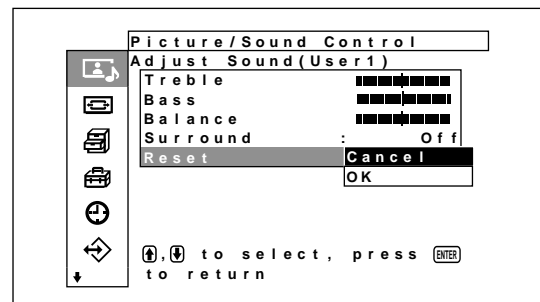 Picture/Sound Control
Adjust Sound(User1)
Treble
Bass
Balance
Surround : Off
Reset Cancel
OK
↑,↓ to select, press ENTER
to return